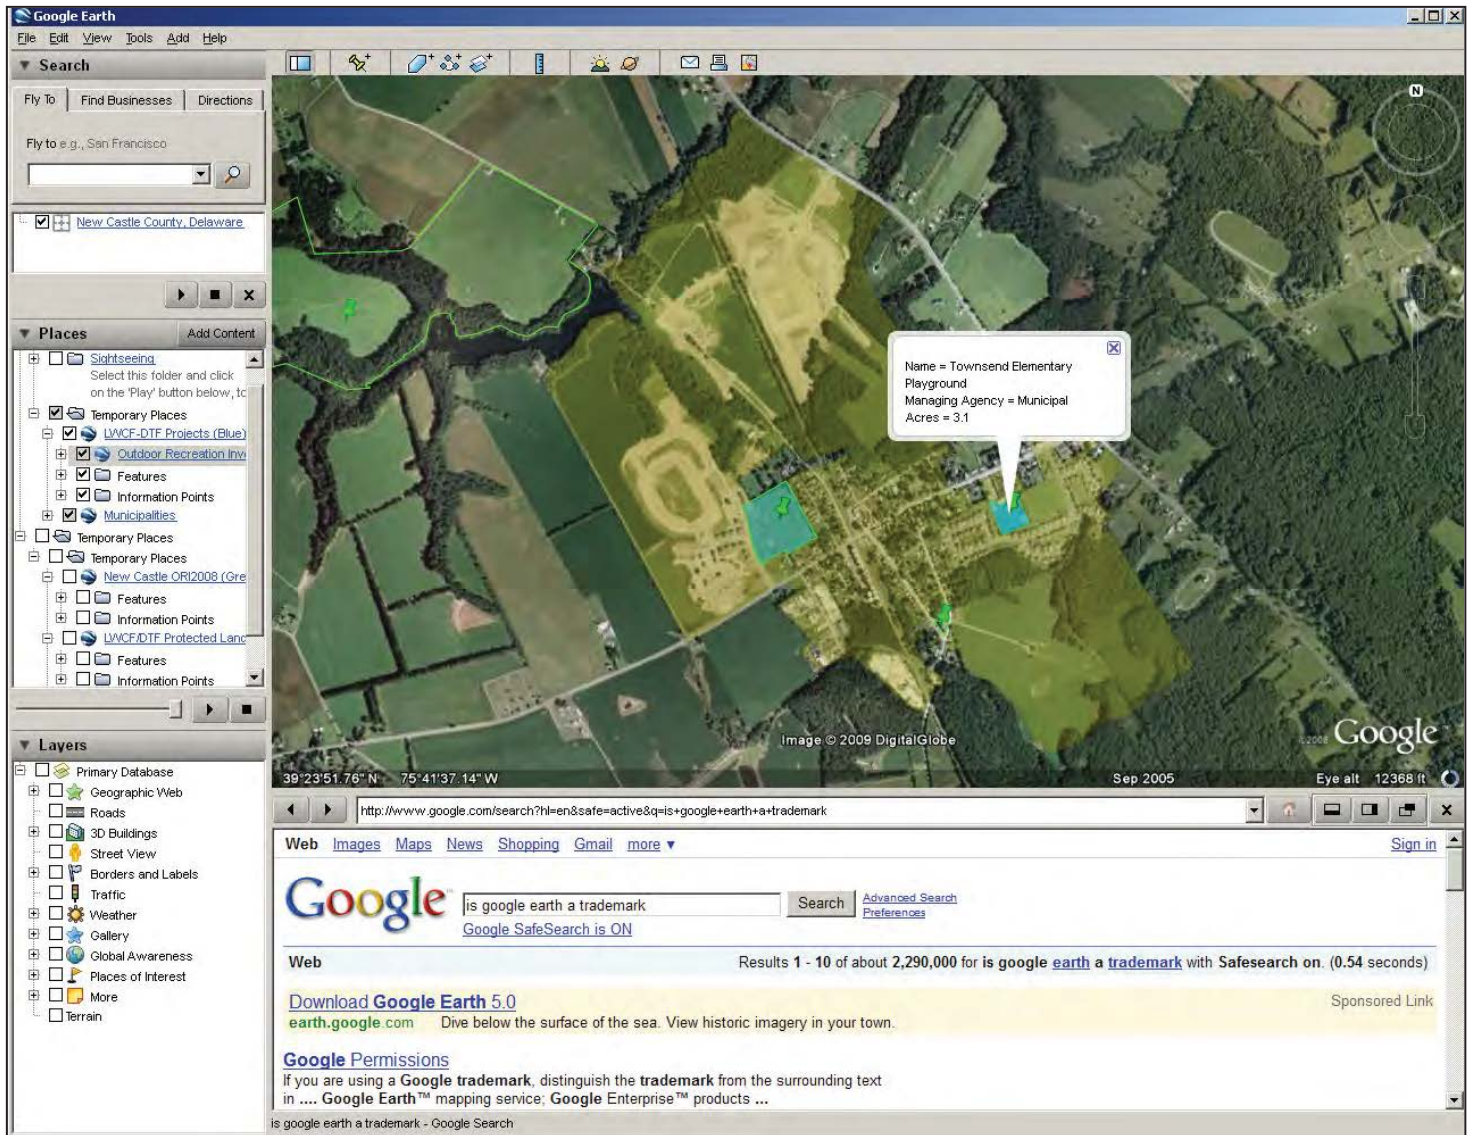 Google Earth
File Edit View Tools Add Help
Search
Fly To Find Businesses Directions
Fly to e.g., San Francisco
New Castle County, Delaware
Places Add Content
Sightseeing
Select this folder and click
on the 'Play' button below, to
Temporary Places
LWCF-DTF Projects (Blue)
Outdoor Recreation Inv
Features
Information Points
Municipalities
Temporary Places
Temporary Places
New Castle ORI2008 (Gre
Features
Information Points
LWCF/DTF Protected Land
Features
Information Points
Layers
Primary Database
Geographic Web
Roads
3D Buildings
Street View
Borders and Labels
Traffic
Weather
Gallery
Global Awareness
Places of Interest
More
Terrain
N
Name = Townsend Elementary
Playground
Managing Agency = Municipal
Acres = 3.1
Image © 2009 DigitalGlobe
©2008 Google
39°23'51.76" N 75°41'37.14" W Sep 2005 Eye alt 12368 ft
http://www.google.com/search?hl=en&safe=active&q=is+google+earth+a+trademark
Web Images Maps News Shopping Gmail more ▼ Sign in
Google™ is google earth a trademark Search Advanced Search
Preferences
Google SafeSearch is ON
Web Results 1 - 10 of about 2,290,000 for is google earth a trademark with Safesearch on. (0.54 seconds)
Download Google Earth 5.0 Sponsored Link
earth.google.com Dive below the surface of the sea. View historic imagery in your town.
Google Permissions
If you are using a Google trademark, distinguish the trademark from the surrounding text
in .... Google Earth™ mapping service; Google Enterprise™ products ...
is google earth a trademark - Google Search